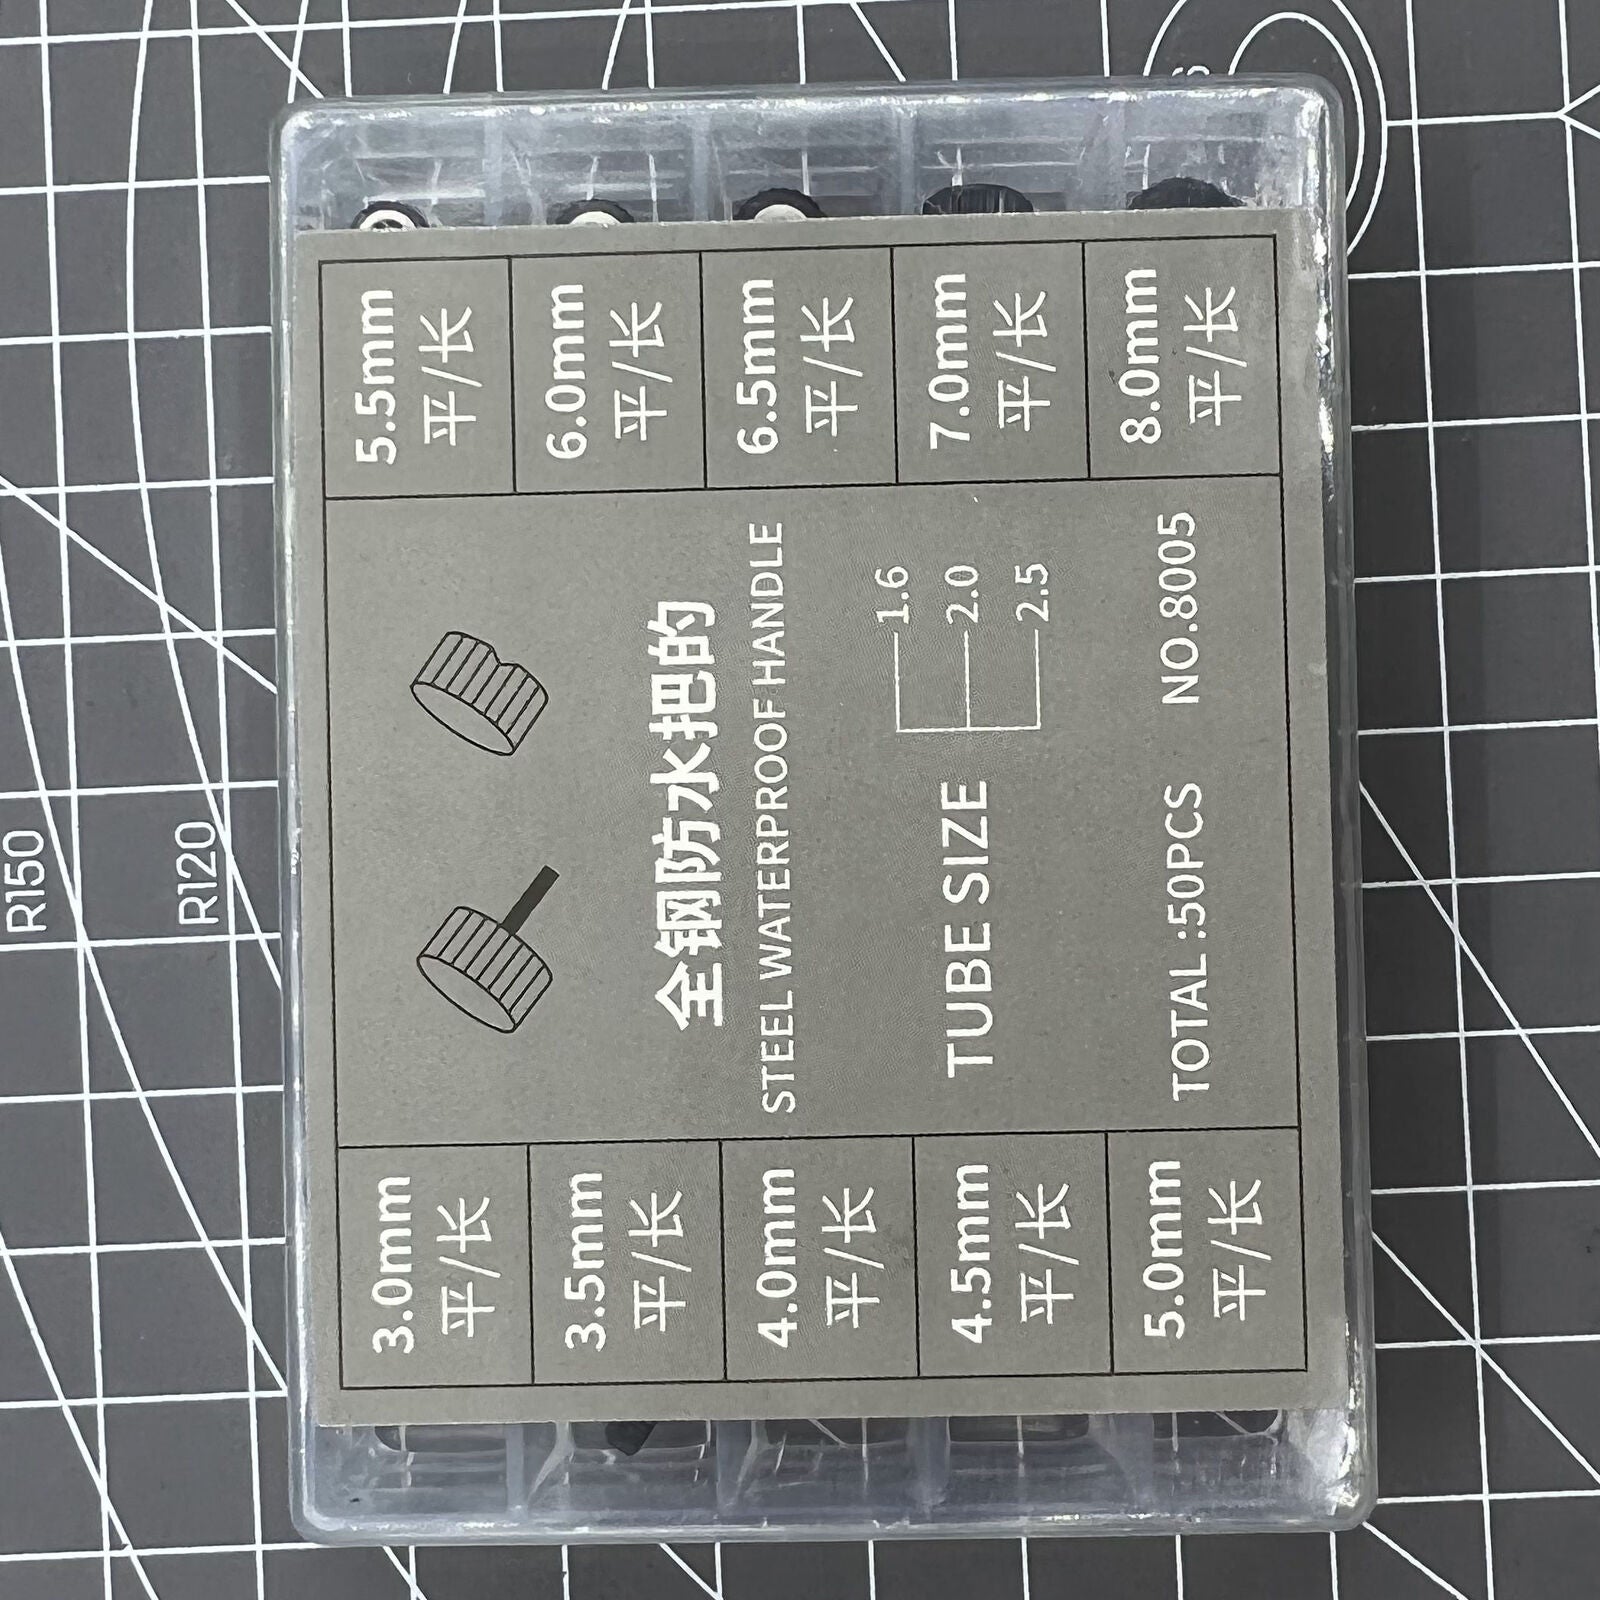 3.0mm
平/长
3.5mm
平/长
4.0mm
平/长
4.5mm
平/长
5.0mm
平/长
全钢防水把的
STEEL WATERPROOF HANDLE
TUBE SIZE
1.6
2.0
2.5
TOTAL :50PCS NO.8005
5.5mm
平/长
6.0mm
平/长
6.5mm
平/长
7.0mm
平/长
8.0mm
平/长
R150
R120